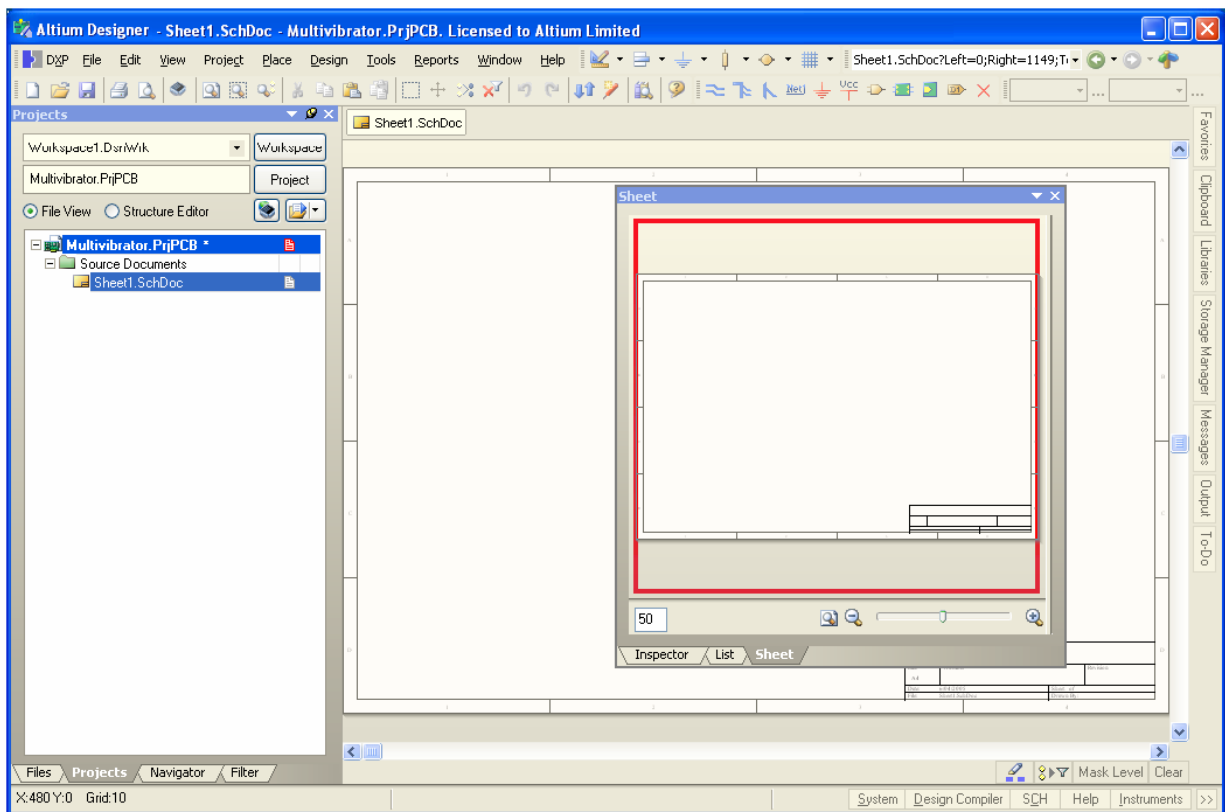 Altium Designer - Sheet1.SchDoc - Multivibrator.PrjPCB. Licensed to Altium Limited
DXP File Edit View Project Place Design Tools Reports Window Help Sheet1.SchDoc?Left=0;Right=1149;T
Net Vcc D1 ... ...
Projects
Sheet1.SchDoc
Workspace1.DsnWrk Workspace
Multivibrator.PrjPCB Project
File View Structure Editor
Multivibrator.PrjPCB *
Source Documents
Sheet1.SchDoc
Sheet
50
Inspector List Sheet
Favorites
Clipboard
Libraries
Storage Manager
Messages
Output
To-Do
Files Projects Navigator Filter
Mask Level Clear
X:480 Y:0 Grid:10 System Design Compiler SCH Help Instruments >>